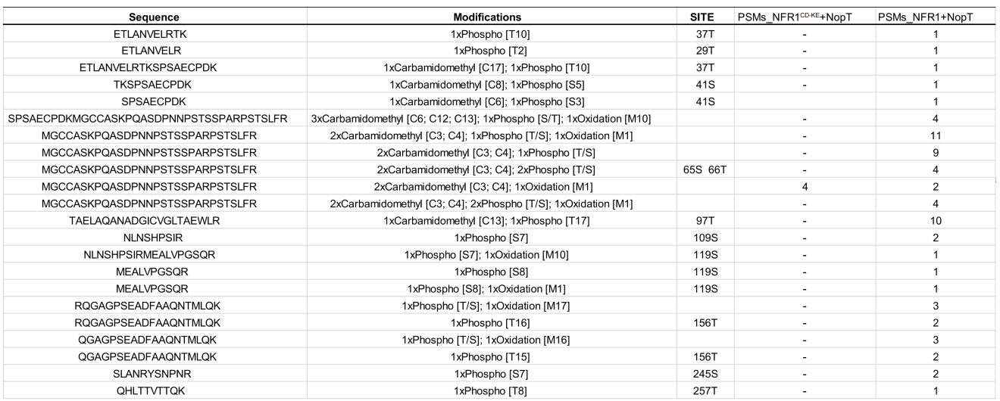 Sequence Modifications SITE PSMs_NFR1CD-KE+NopT PSMs_NFR1+NopT
ETLANVELRTK 1xPhospho [T10] 37T - 1
ETLANVELR 1xPhospho [T2] 29T - 1
ETLANVELRTKSPSAECPDK 1xCarbamidomethyl [C17]; 1xPhospho [T10] 37T - 1
TKSPSAECPDK 1xCarbamidomethyl [C8]; 1xPhospho [S5] 41S - 1
SPSAECPDK 1xCarbamidomethyl [C6]; 1xPhospho [S3] 41S 1
SPSAECPDKMGCCASKPQASDPNNPSTSSPARPSTSLFR 3xCarbamidomethyl [C6; C12; C13]; 1xPhospho [S/T]; 1xOxidation [M10] - 4
MGCCASKPQASDPNNPSTSSPARPSTSLFR 2xCarbamidomethyl [C3; C4]; 1xPhospho [T/S]; 1xOxidation [M1] - 11
MGCCASKPQASDPNNPSTSSPARPSTSLFR 2xCarbamidomethyl [C3; C4]; 1xPhospho [T/S] - 9
MGCCASKPQASDPNNPSTSSPARPSTSLFR 2xCarbamidomethyl [C3; C4]; 2xPhospho [T/S] 65S 66T - 4
MGCCASKPQASDPNNPSTSSPARPSTSLFR 2xCarbamidomethyl [C3; C4]; 1xOxidation [M1] 4 2
MGCCASKPQASDPNNPSTSSPARPSTSLFR 2xCarbamidomethyl [C3; C4]; 2xPhospho [T/S]; 1xOxidation [M1] - 4
TAELAQANADGICVGLTAEWLR 1xCarbamidomethyl [C13]; 1xPhospho [T17] 97T - 10
NLNSHPSIR 1xPhospho [S7] 109S - 2
NLNSHPSIRMEALVPGSQR 1xPhospho [S7]; 1xOxidation [M10] 119S - 1
MEALVPGSQR 1xPhospho [S8] 119S - 1
MEALVPGSQR 1xPhospho [S8]; 1xOxidation [M1] 119S - 1
RQGAGPSEADFAAQNTMLQK 1xPhospho [T/S]; 1xOxidation [M17] - 3
RQGAGPSEADFAAQNTMLQK 1xPhospho [T16] 156T - 2
QGAGPSEADFAAQNTMLQK 1xPhospho [T/S]; 1xOxidation [M16] - 3
QGAGPSEADFAAQNTMLQK 1xPhospho [T15] 156T - 2
SLANRYSNPNR 1xPhospho [S7] 245S - 2
QHLTTVTTQK 1xPhospho [T8] 257T - 1